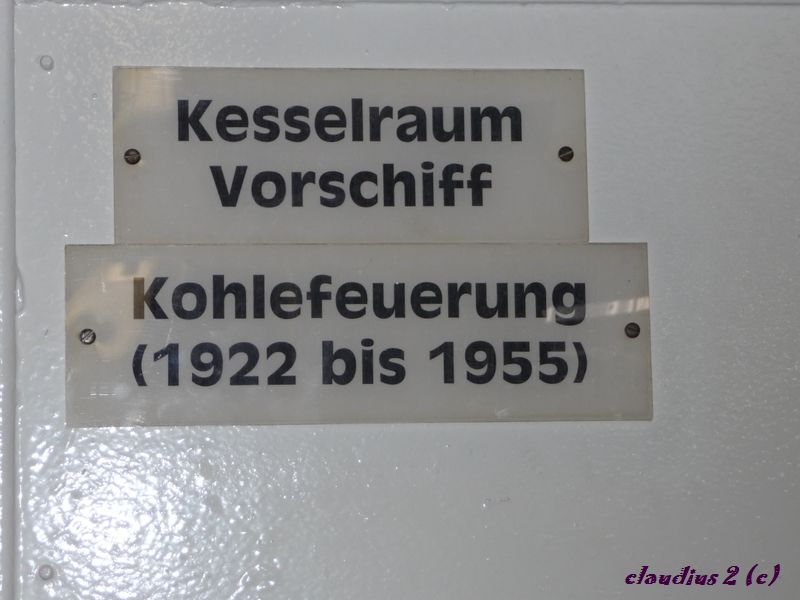 Kesselraum
Vorschiff
Kohlefeuerung
(1922 bis 1955)
claudius 2 (c)